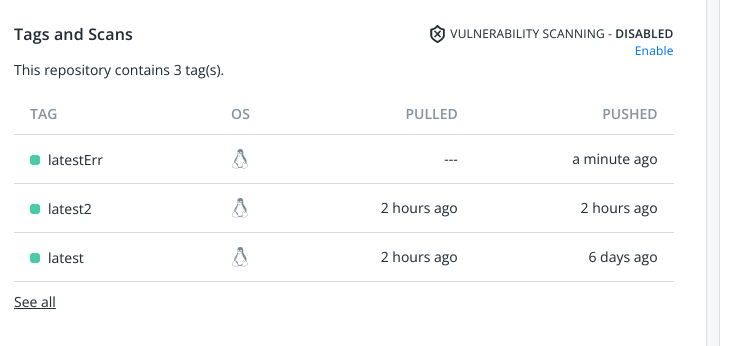 Tags and Scans
VULNERABILITY SCANNING - DISABLED
Enable
This repository contains 3 tag(s).
TAG OS PULLED PUSHED
latestErr --- a minute ago
latest2 2 hours ago 2 hours ago
latest 2 hours ago 6 days ago
See all